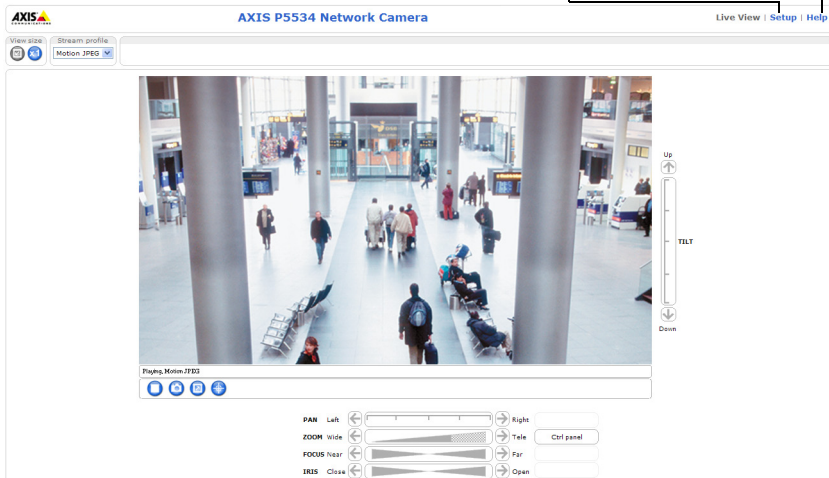 AXIS
COMMUNICATIONS
AXIS P5534 Network Camera
Live View | Setup | Help
View size
Stream profile
x1
Motion JPEG
Up
TILT
Down
Playing, Motion JPEG
PAN Left Right
ZOOM Wide Tele Ctrl panel
FOCUS Near Far
IRIS Close Open